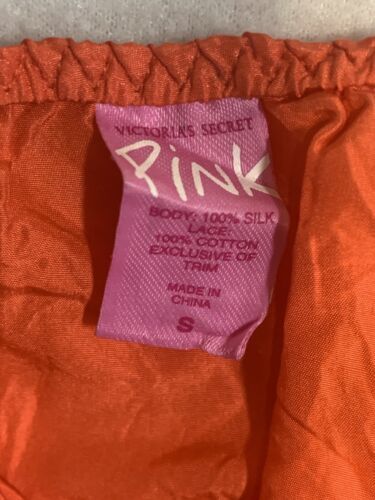 VICTORIA'S SECRET
PINK
BODY: 100% SILK
LACE:
100% COTTON
EXCLUSIVE OF
TRIM
MADE IN
CHINA
S